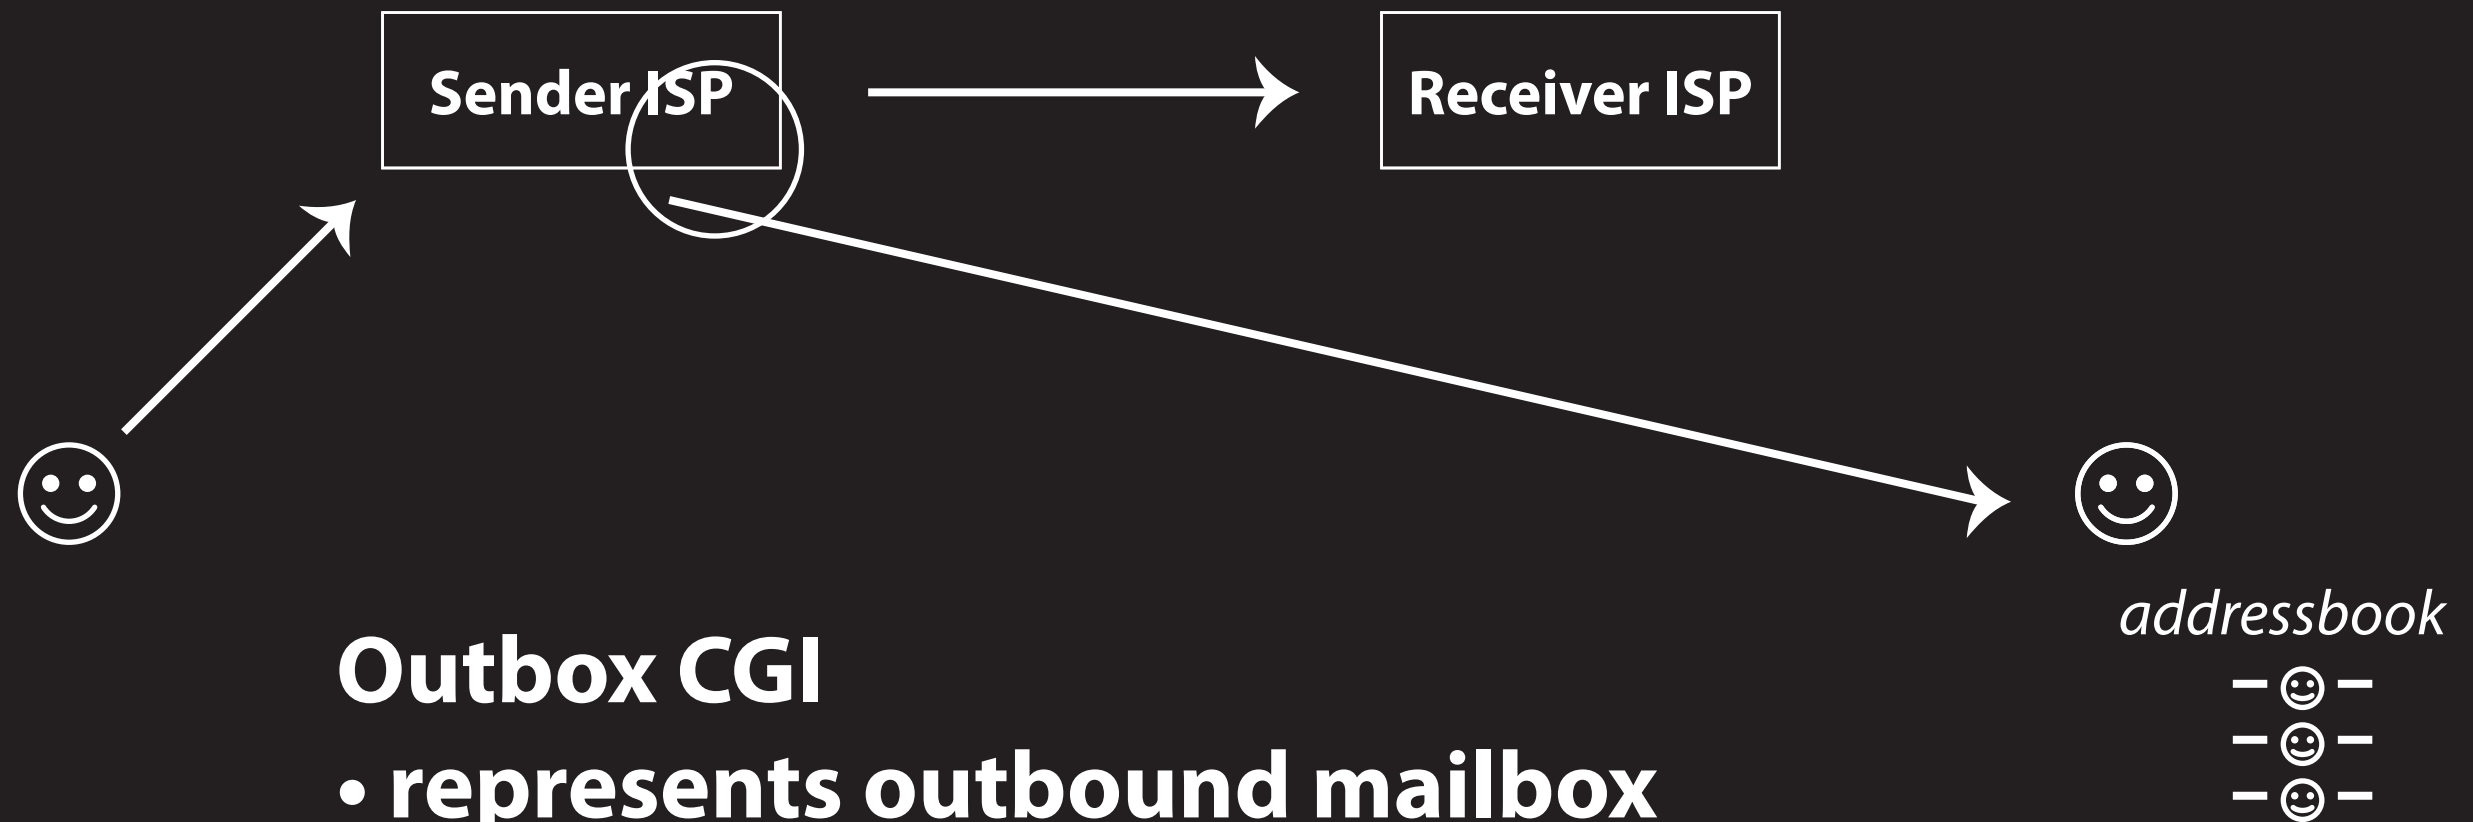 Sender ISP
Receiver ISP
addressbook
Outbox CGI
• represents outbound mailbox